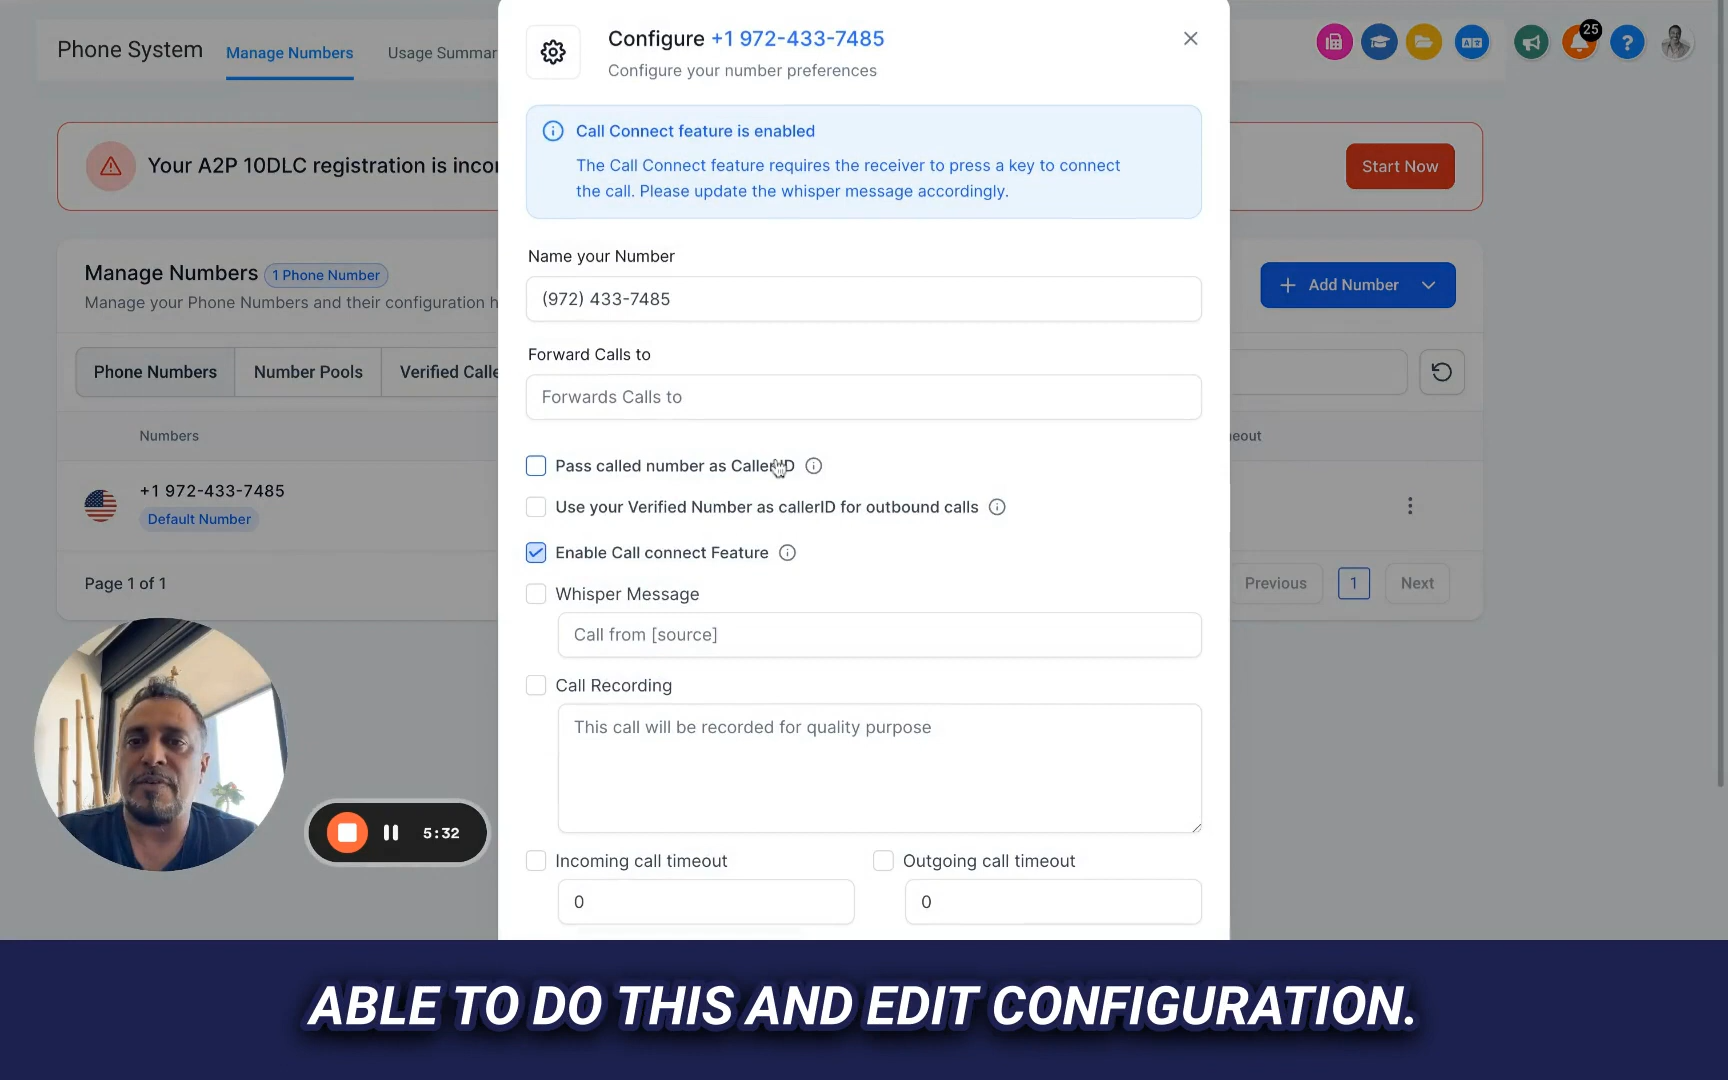 Phone System
Manage Numbers
Usage Summar
Configure +1 972-433-7485
Configure your number preferences
25
?
Call Connect feature is enabled
The Call Connect feature requires the receiver to press a key to connect
the call. Please update the whisper message accordingly.
Your A2P 10DLC registration is inco
Start Now
Manage Numbers
1 Phone Number
Manage your Phone Numbers and their configuration h
Add Number
Name your Number
(972) 433-7485
Forward Calls to
Forwards Calls to
Phone Numbers
Number Pools
Verified Calle
Numbers
eout
+1 972-433-7485
Default Number
Pass called number as CallerID
Use your Verified Number as callerID for outbound calls
Enable Call connect Feature
Whisper Message
Call from [source]
Page 1 of 1
Previous
1
Next
Call Recording
This call will be recorded for quality purpose
5:32
Incoming call timeout
Outgoing call timeout
0
0
ABLE TO DO THIS AND EDIT CONFIGURATION.